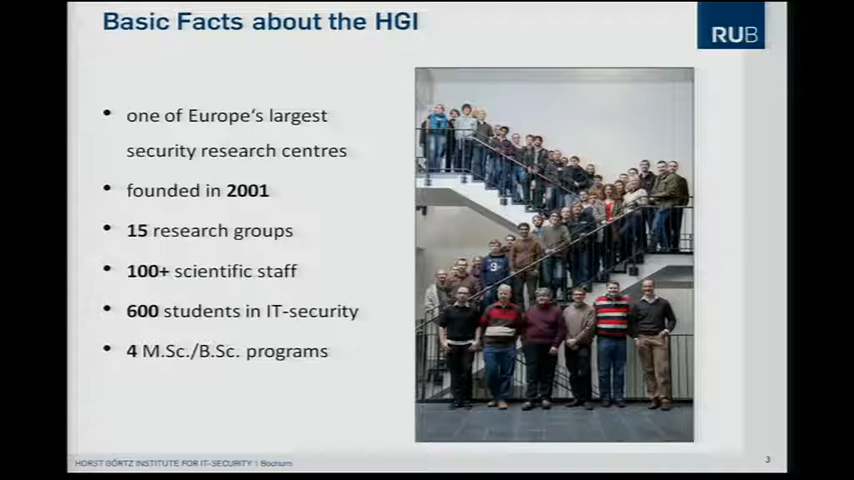 Basic Facts about the HGI
RUB
• one of Europe's largest
security research centres
• founded in 2001
• 15 research groups
• 100+ scientific staff
• 600 students in IT-security
• 4 M.Sc./B.Sc. programs
9
HORST GÖRTZ INSTITUTE FOR IT-SECURITY | Bochum
3